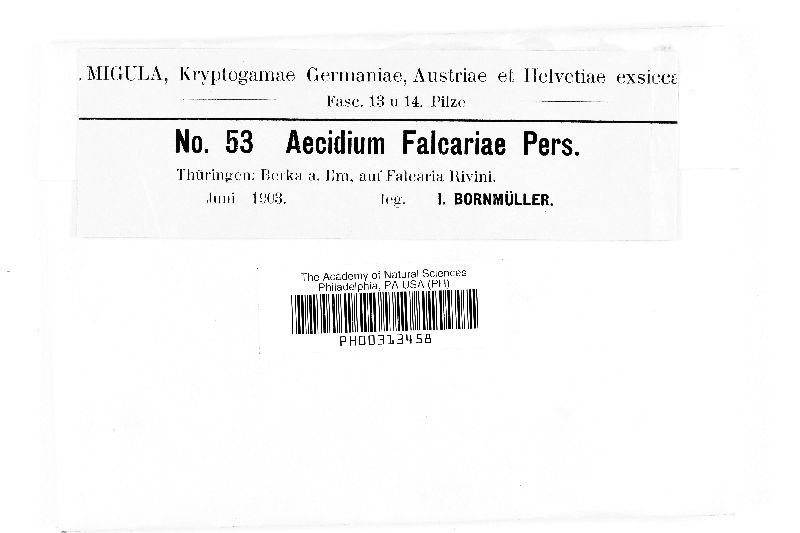 . MIGULA, Kryptogamae Germaniae, Austriae et Helvetiae exsicca
Fasc. 13 u 14. Pilze
No. 53 Aecidium Falcariae Pers.
Thüringen: Berka a. Ilm, auf Falcaria Rivini.
Juni 1903. leg. J. BORNMÜLLER.
The Academy of Natural Sciences
Philadelphia, PA USA (PH)
PH00313458